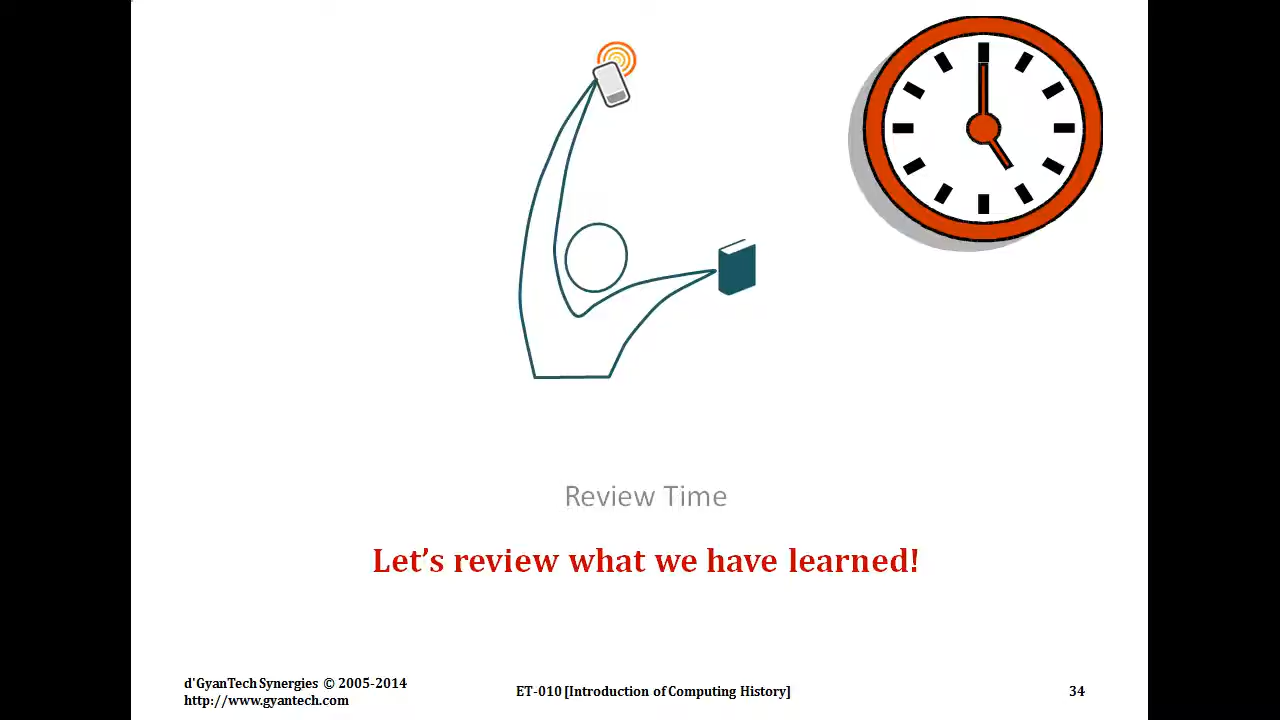 Review Time
Let's review what we have learned!
d'GyanTech Synergies © 2005-2014
http://www.gyantech.com
ET-010 [Introduction of Computing History]
34